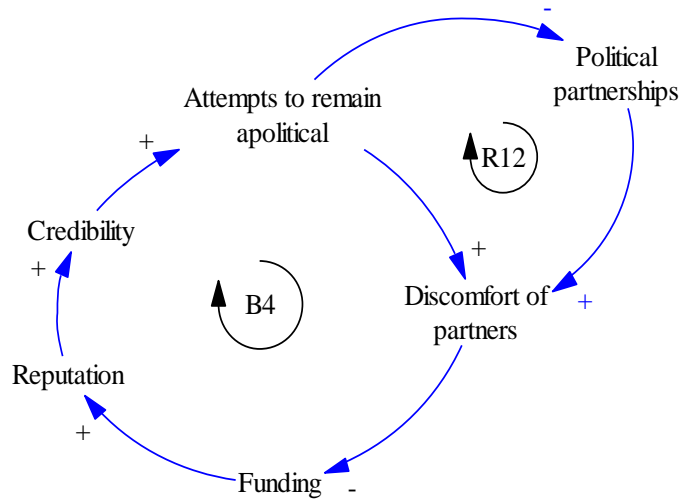 -
Political
partnerships
Attempts to remain
apolitical
+
R12
Credibility
+
+
Discomfort of
partners
+
B4
Reputation
+
Funding
-